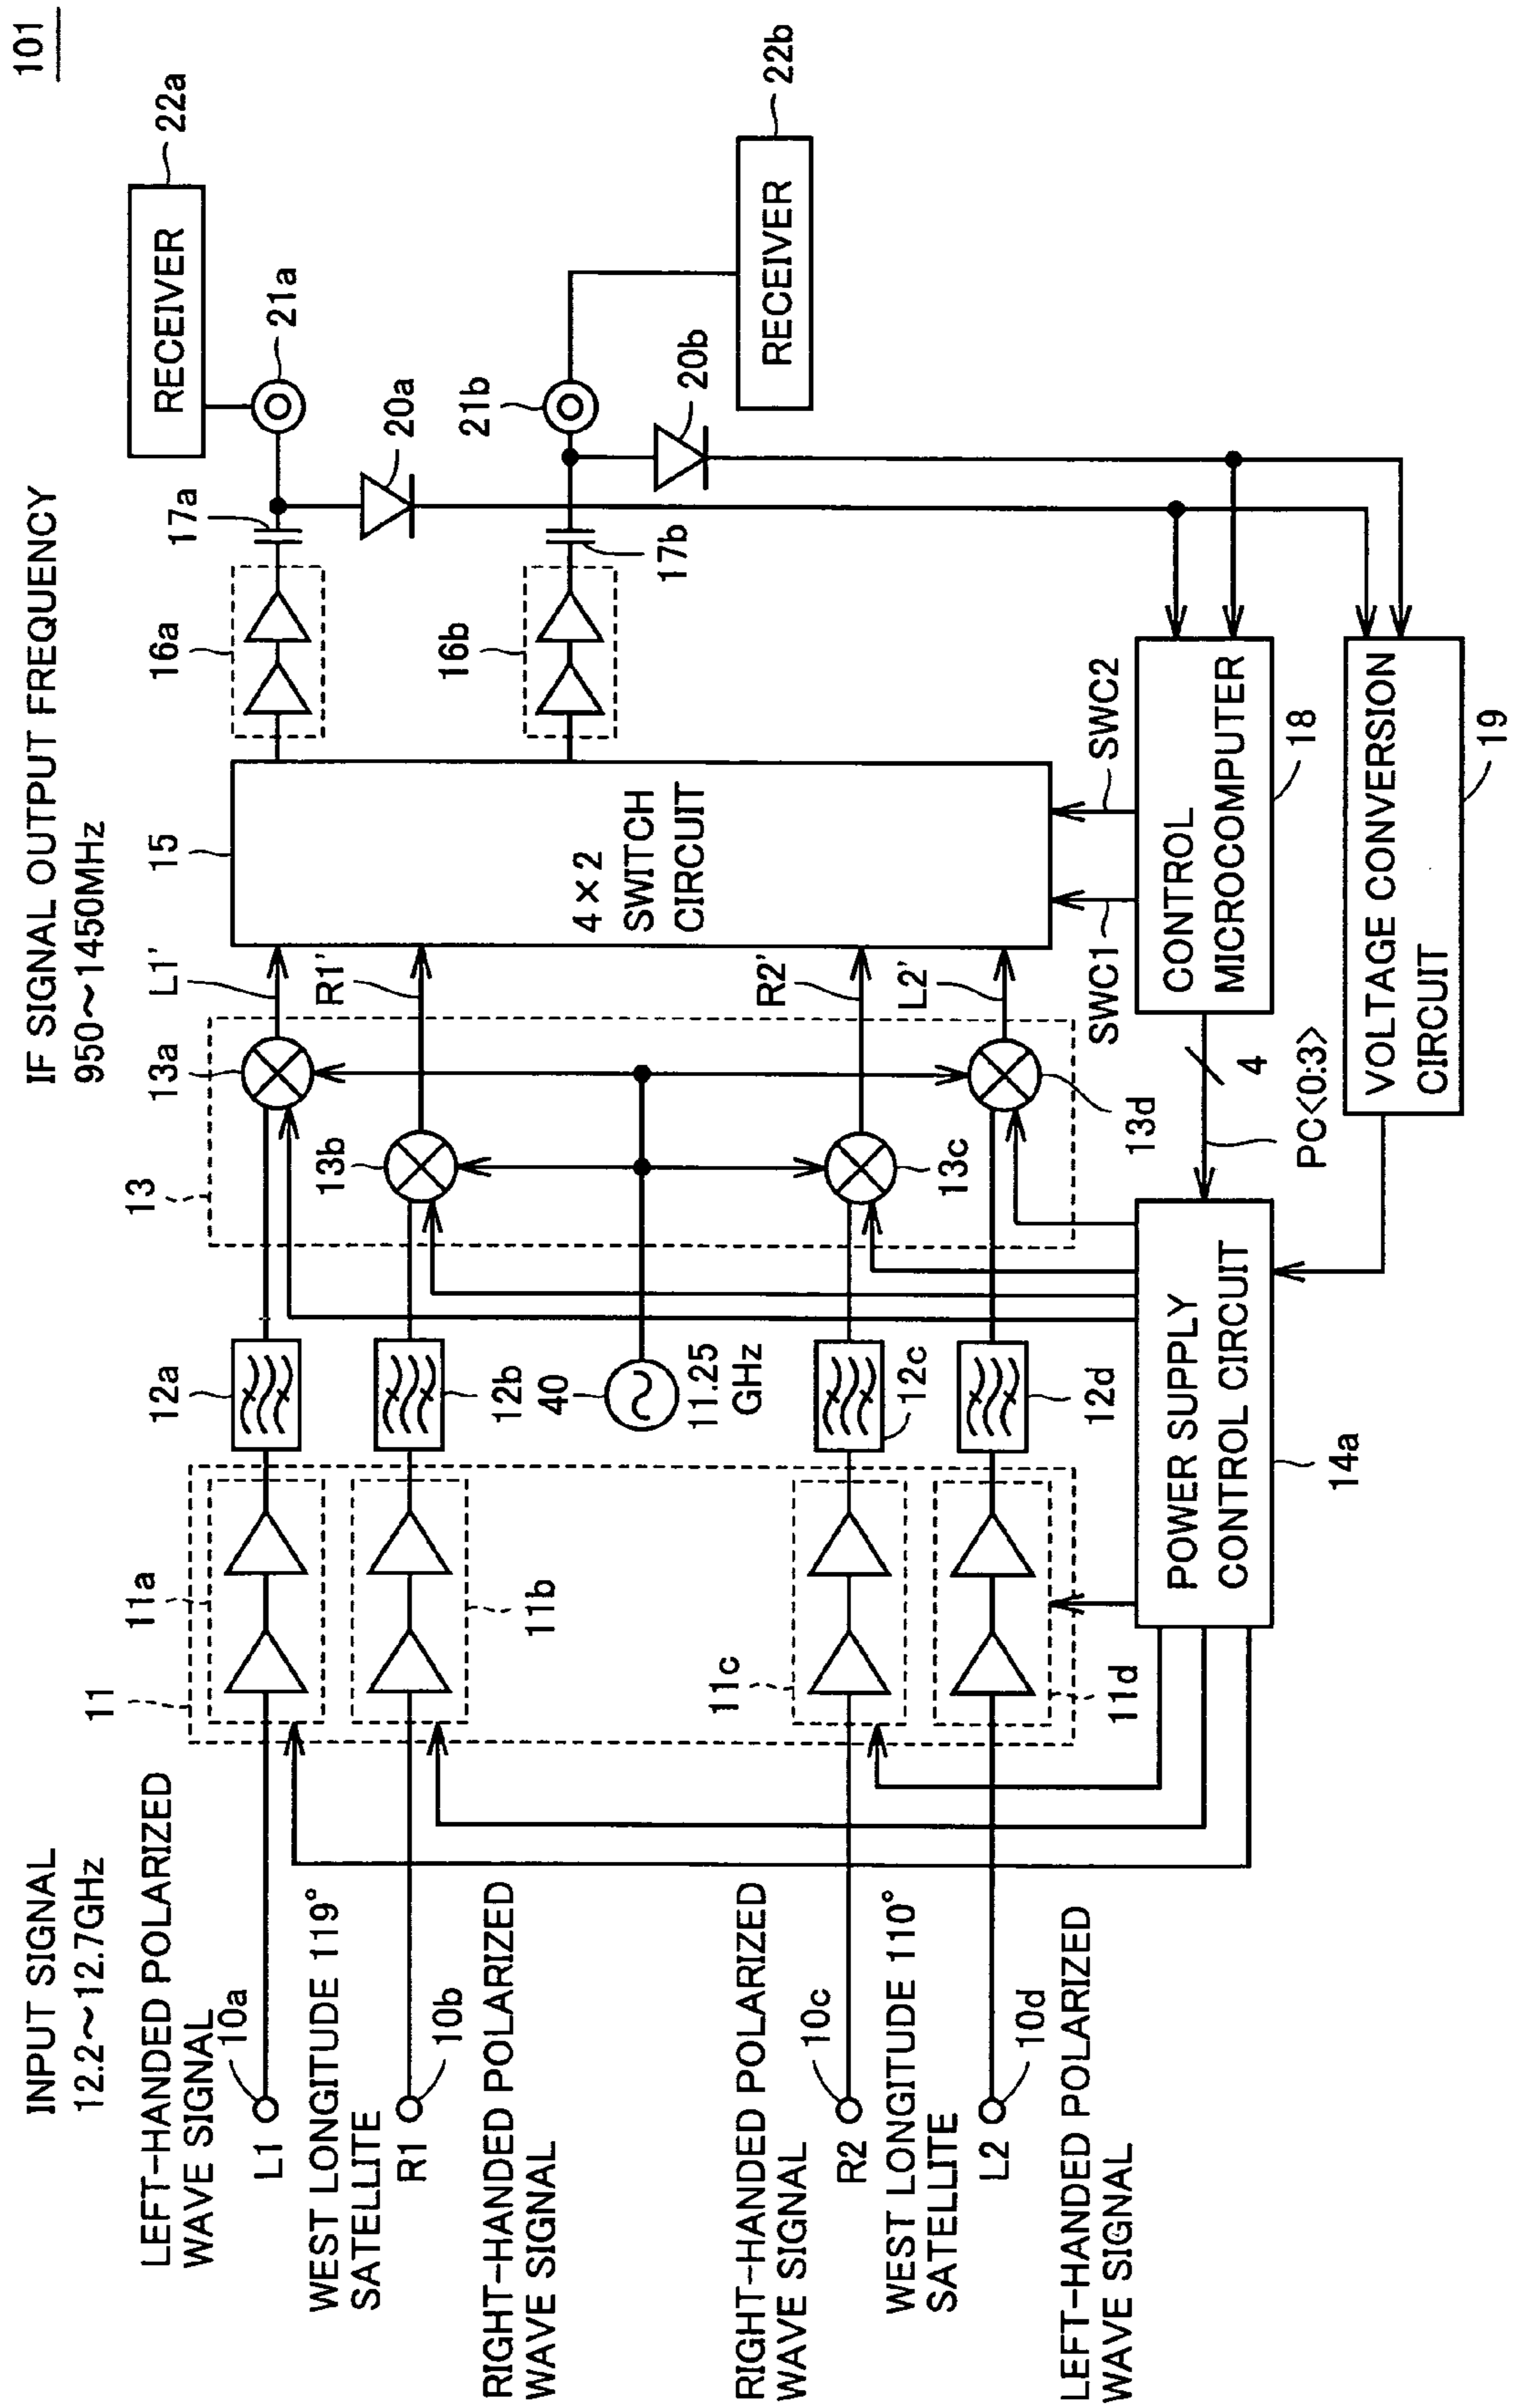 101
INPUT SIGNAL
12.2～12.7GHz
IF SIGNAL OUTPUT FREQUENCY
950～1450MHz
LEFT-HANDED POLARIZED
WAVE SIGNAL
L1
10a
11
11a
12a
13
13a
L1'
15
16a
17a
21a
RECEIVER
22a
20a
WEST LONGITUDE 119°
SATELLITE
R1
10b
11b
12b
13b
R1'
RIGHT-HANDED POLARIZED
WAVE SIGNAL
40
11.25
GHz
4×2
SWITCH
CIRCUIT
16b
17b
21b
20b
RECEIVER
22b
RIGHT-HANDED POLARIZED
WAVE SIGNAL
R2
10c
11c
12c
13c
R2'
WEST LONGITUDE 110°
SATELLITE
L2
10d
11d
12d
13d
L2'
LEFT-HANDED POLARIZED
WAVE SIGNAL
SWC1
SWC2
POWER SUPPLY
CONTROL CIRCUIT
14a
4
PC<0:3>
CONTROL
MICROCOMPUTER
18
VOLTAGE CONVERSION
CIRCUIT
19